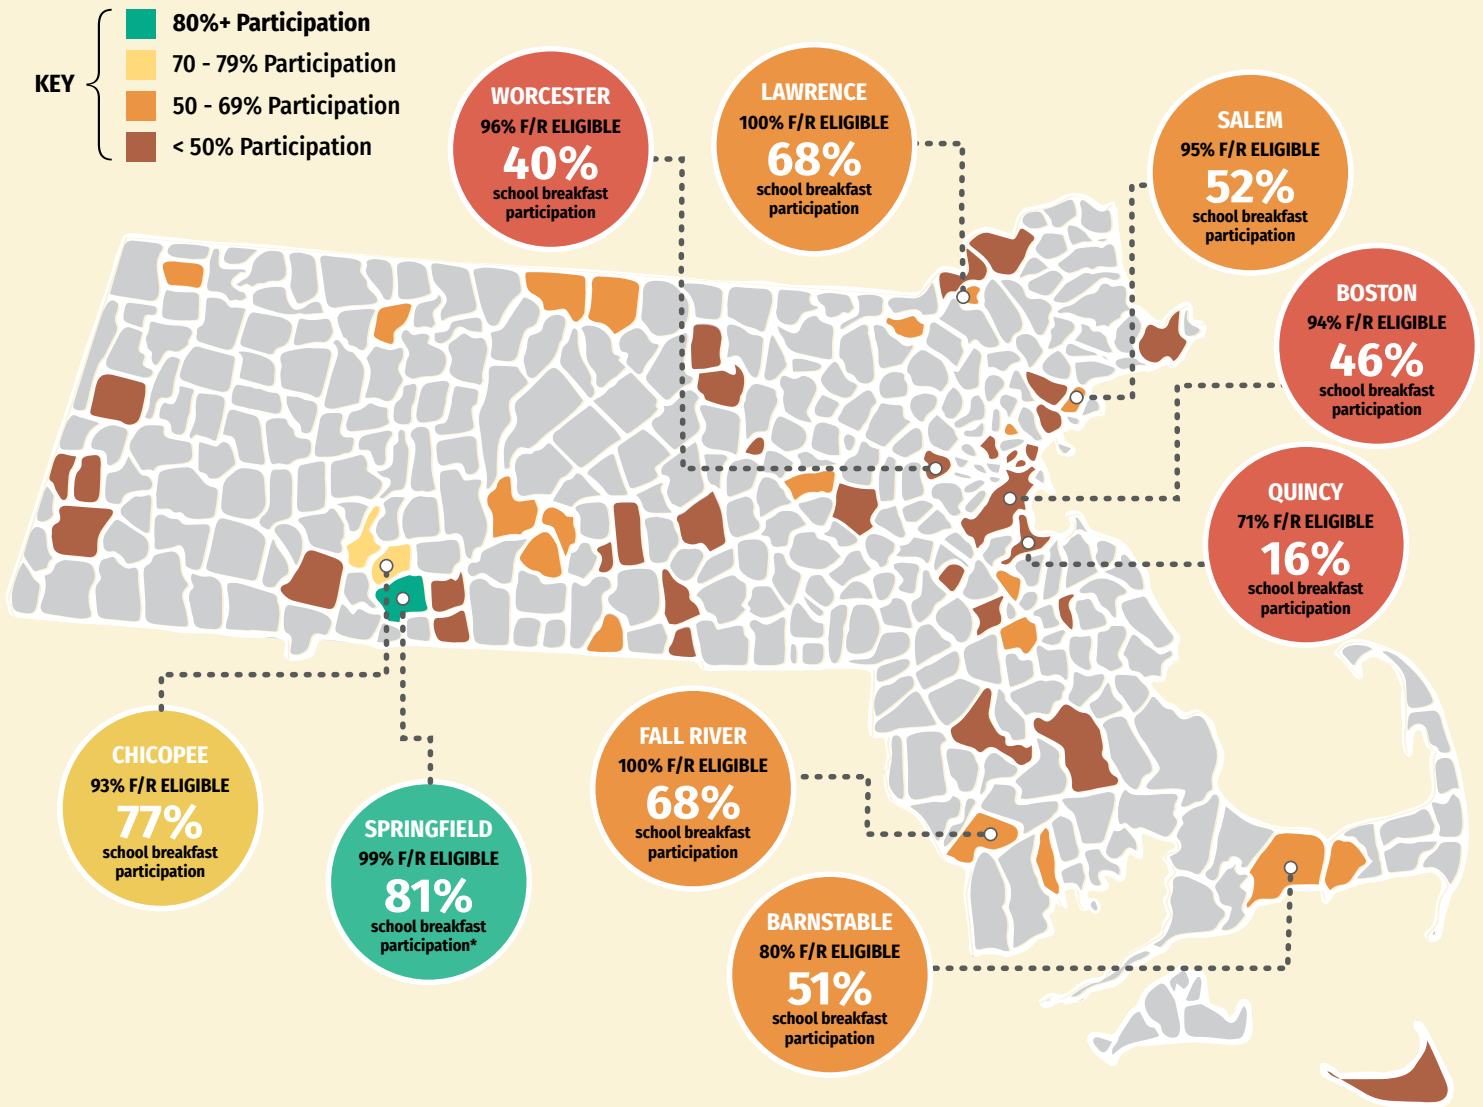 KEY
80%+ Participation
70 - 79% Participation
50 - 69% Participation
< 50% Participation
WORCESTER
96% F/R ELIGIBLE
40%
school breakfast
participation
LAWRENCE
100% F/R ELIGIBLE
68%
school breakfast
participation
SALEM
95% F/R ELIGIBLE
52%
school breakfast
participation
BOSTON
94% F/R ELIGIBLE
46%
school breakfast
participation
QUINCY
71% F/R ELIGIBLE
16%
school breakfast
participation
CHICOPEE
93% F/R ELIGIBLE
77%
school breakfast
participation
SPRINGFIELD
99% F/R ELIGIBLE
81%
school breakfast
participation*
FALL RIVER
100% F/R ELIGIBLE
68%
school breakfast
participation
BARNSTABLE
80% F/R ELIGIBLE
51%
school breakfast
participation